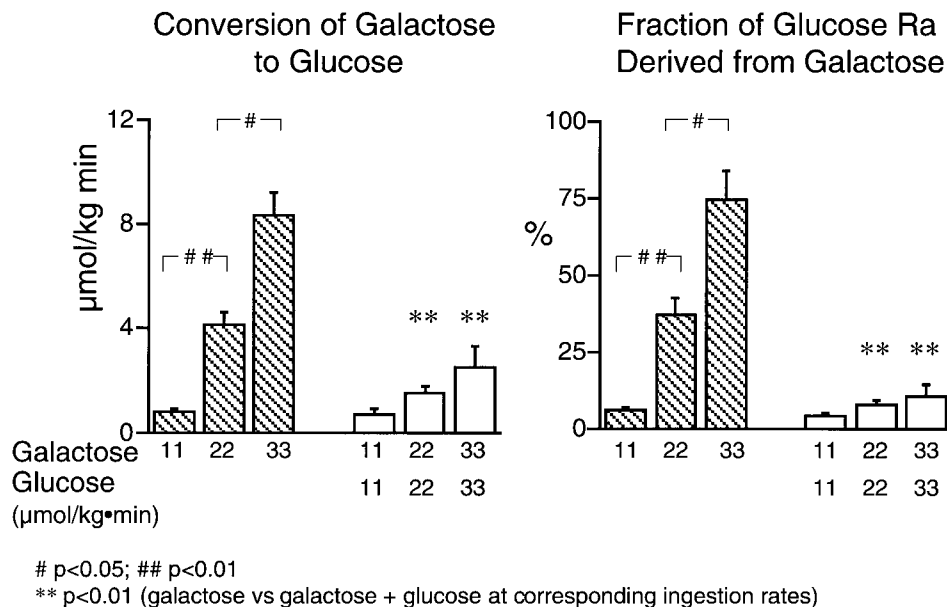 Conversion of Galactose
to Glucose
Fraction of Glucose Ra
Derived from Galactose
12
8
4
0
μmol/kg min
#
##
** **
100
75
50
25
0
%
#
##
** **
Galactose 11 22 33 11 22 33 11 22 33 11 22 33
Glucose 11 22 33 11 22 33
(μmol/kg•min)
# p<0.05; ## p<0.01
** p<0.01 (galactose vs galactose + glucose at corresponding ingestion rates)